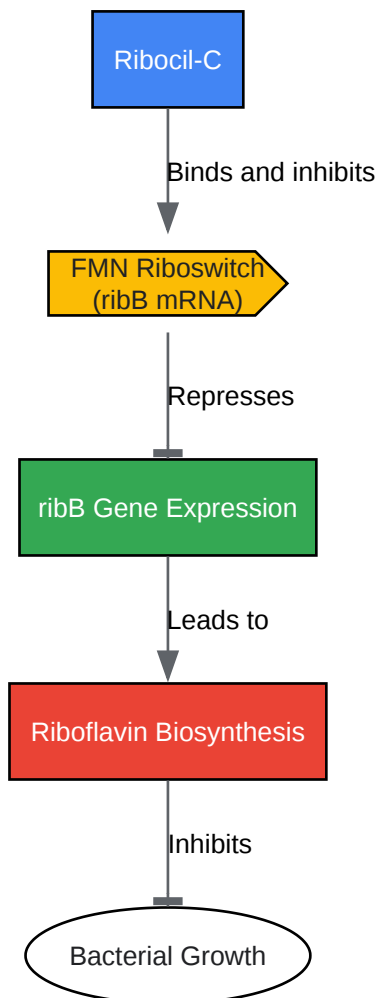 Ribocil-C
Binds and inhibits
FMN Riboswitch
(ribB mRNA)
Represses
ribB Gene Expression
Leads to
Riboflavin Biosynthesis
Inhibits
Bacterial Growth